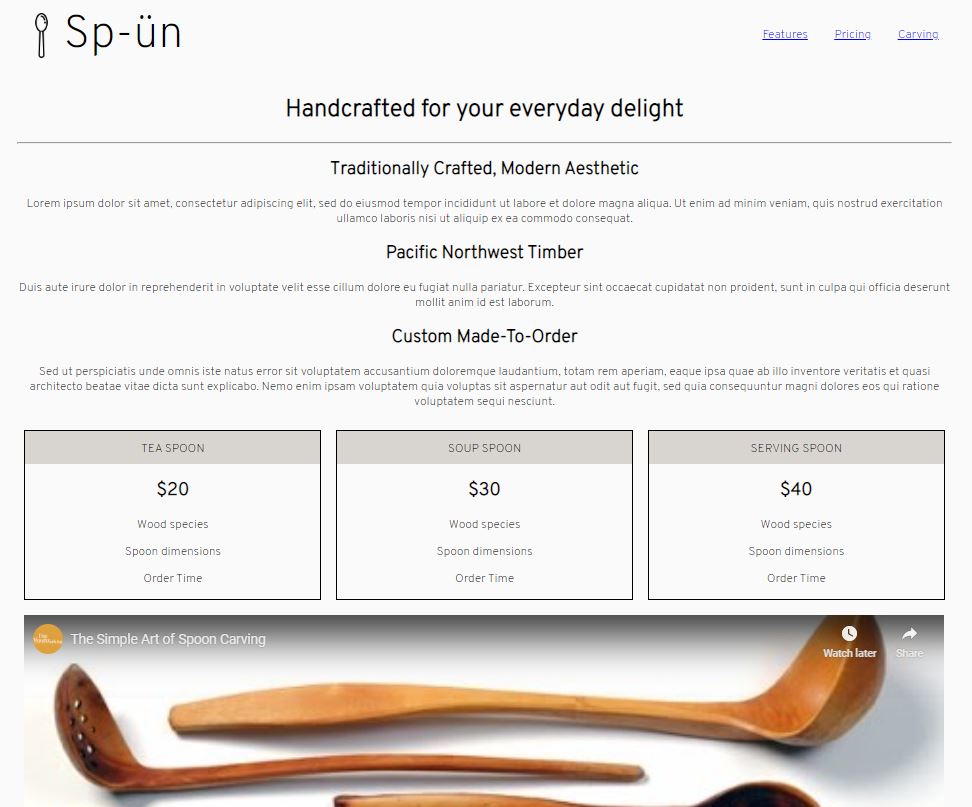 Sp-ün
Features Pricing Carving
Handcrafted for your everyday delight
Traditionally Crafted, Modern Aesthetic
Lorem ipsum dolor sit amet, consectetur adipiscing elit, sed do eiusmod tempor incididunt ut labore et dolore magna aliqua. Ut enim ad minim veniam, quis nostrud exercitation
ullamco laboris nisi ut aliquip ex ea commodo consequat.
Pacific Northwest Timber
Duis aute irure dolor in reprehenderit in voluptate velit esse cillum dolore eu fugiat nulla pariatur. Excepteur sint occaecat cupidatat non proident, sunt in culpa qui officia deserunt
mollit anim id est laborum.
Custom Made-To-Order
Sed ut perspiciatis unde omnis iste natus error sit voluptatem accusantium doloremque laudantium, totam rem aperiam, eaque ipsa quae ab illo inventore veritatis et quasi
architecto beatae vitae dicta sunt explicabo. Nemo enim ipsam voluptatem quia voluptas sit aspernatur aut odit aut fugit, sed quia consequuntur magni dolores eos qui ratione
voluptatem sequi nesciunt.
TEA SPOON
$20
Wood species
Spoon dimensions
Order Time
SOUP SPOON
$30
Wood species
Spoon dimensions
Order Time
SERVING SPOON
$40
Wood species
Spoon dimensions
Order Time
The Simple Art of Spoon Carving
Watch later Share